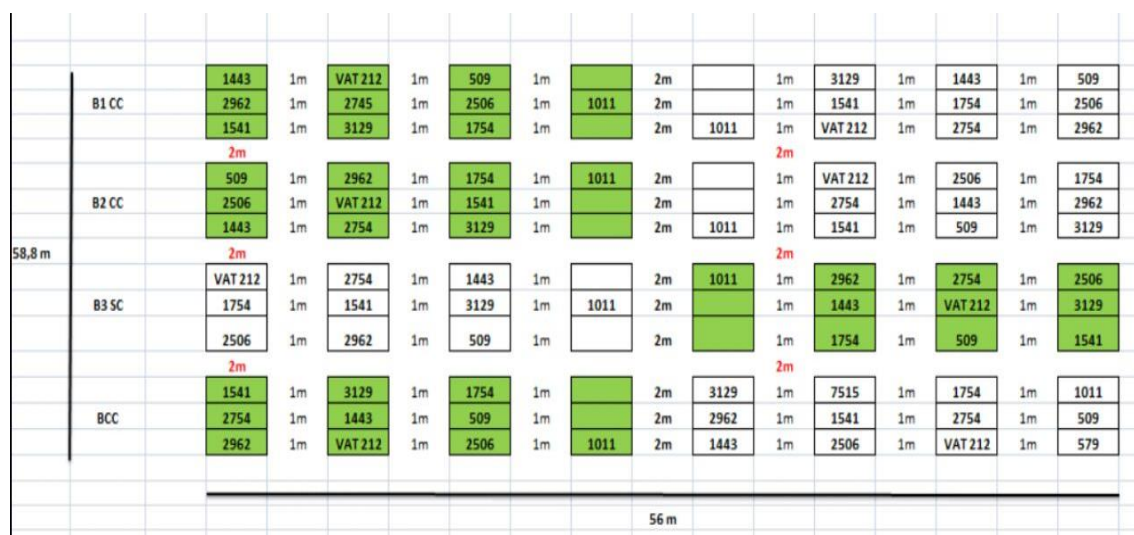 1443 1m VAT 212 1m 509 1m 2m 1m 3129 1m 1443 1m 509
B1 CC 2962 1m 2745 1m 2506 1m 1011 2m 1m 1541 1m 1754 1m 2506
1541 1m 3129 1m 1754 1m 2m 1011 1m VAT 212 1m 2754 1m 2962
2m 2m
509 1m 2962 1m 1754 1m 1011 2m 1m VAT 212 1m 2506 1m 1754
B2 CC 2506 1m VAT 212 1m 1541 1m 2m 1m 2754 1m 1443 1m 2962
1443 1m 2754 1m 3129 1m 2m 1011 1m 1541 1m 509 1m 3129
58,8 m 2m 2m
VAT 212 1m 2754 1m 1443 1m 2m 1011 1m 2962 1m 2754 1m 2506
B3 SC 1754 1m 1541 1m 3129 1m 1011 2m 1m 1443 1m VAT 212 1m 3129
2506 1m 2962 1m 509 1m 2m 1m 1754 1m 509 1m 1541
2m 2m
1541 1m 3129 1m 1754 1m 2m 3129 1m 7515 1m 1754 1m 1011
BCC 2754 1m 1443 1m 509 1m 2m 2962 1m 1541 1m 2754 1m 509
2962 1m VAT 212 1m 2506 1m 1011 2m 1443 1m 2506 1m VAT 212 1m 579
56 m